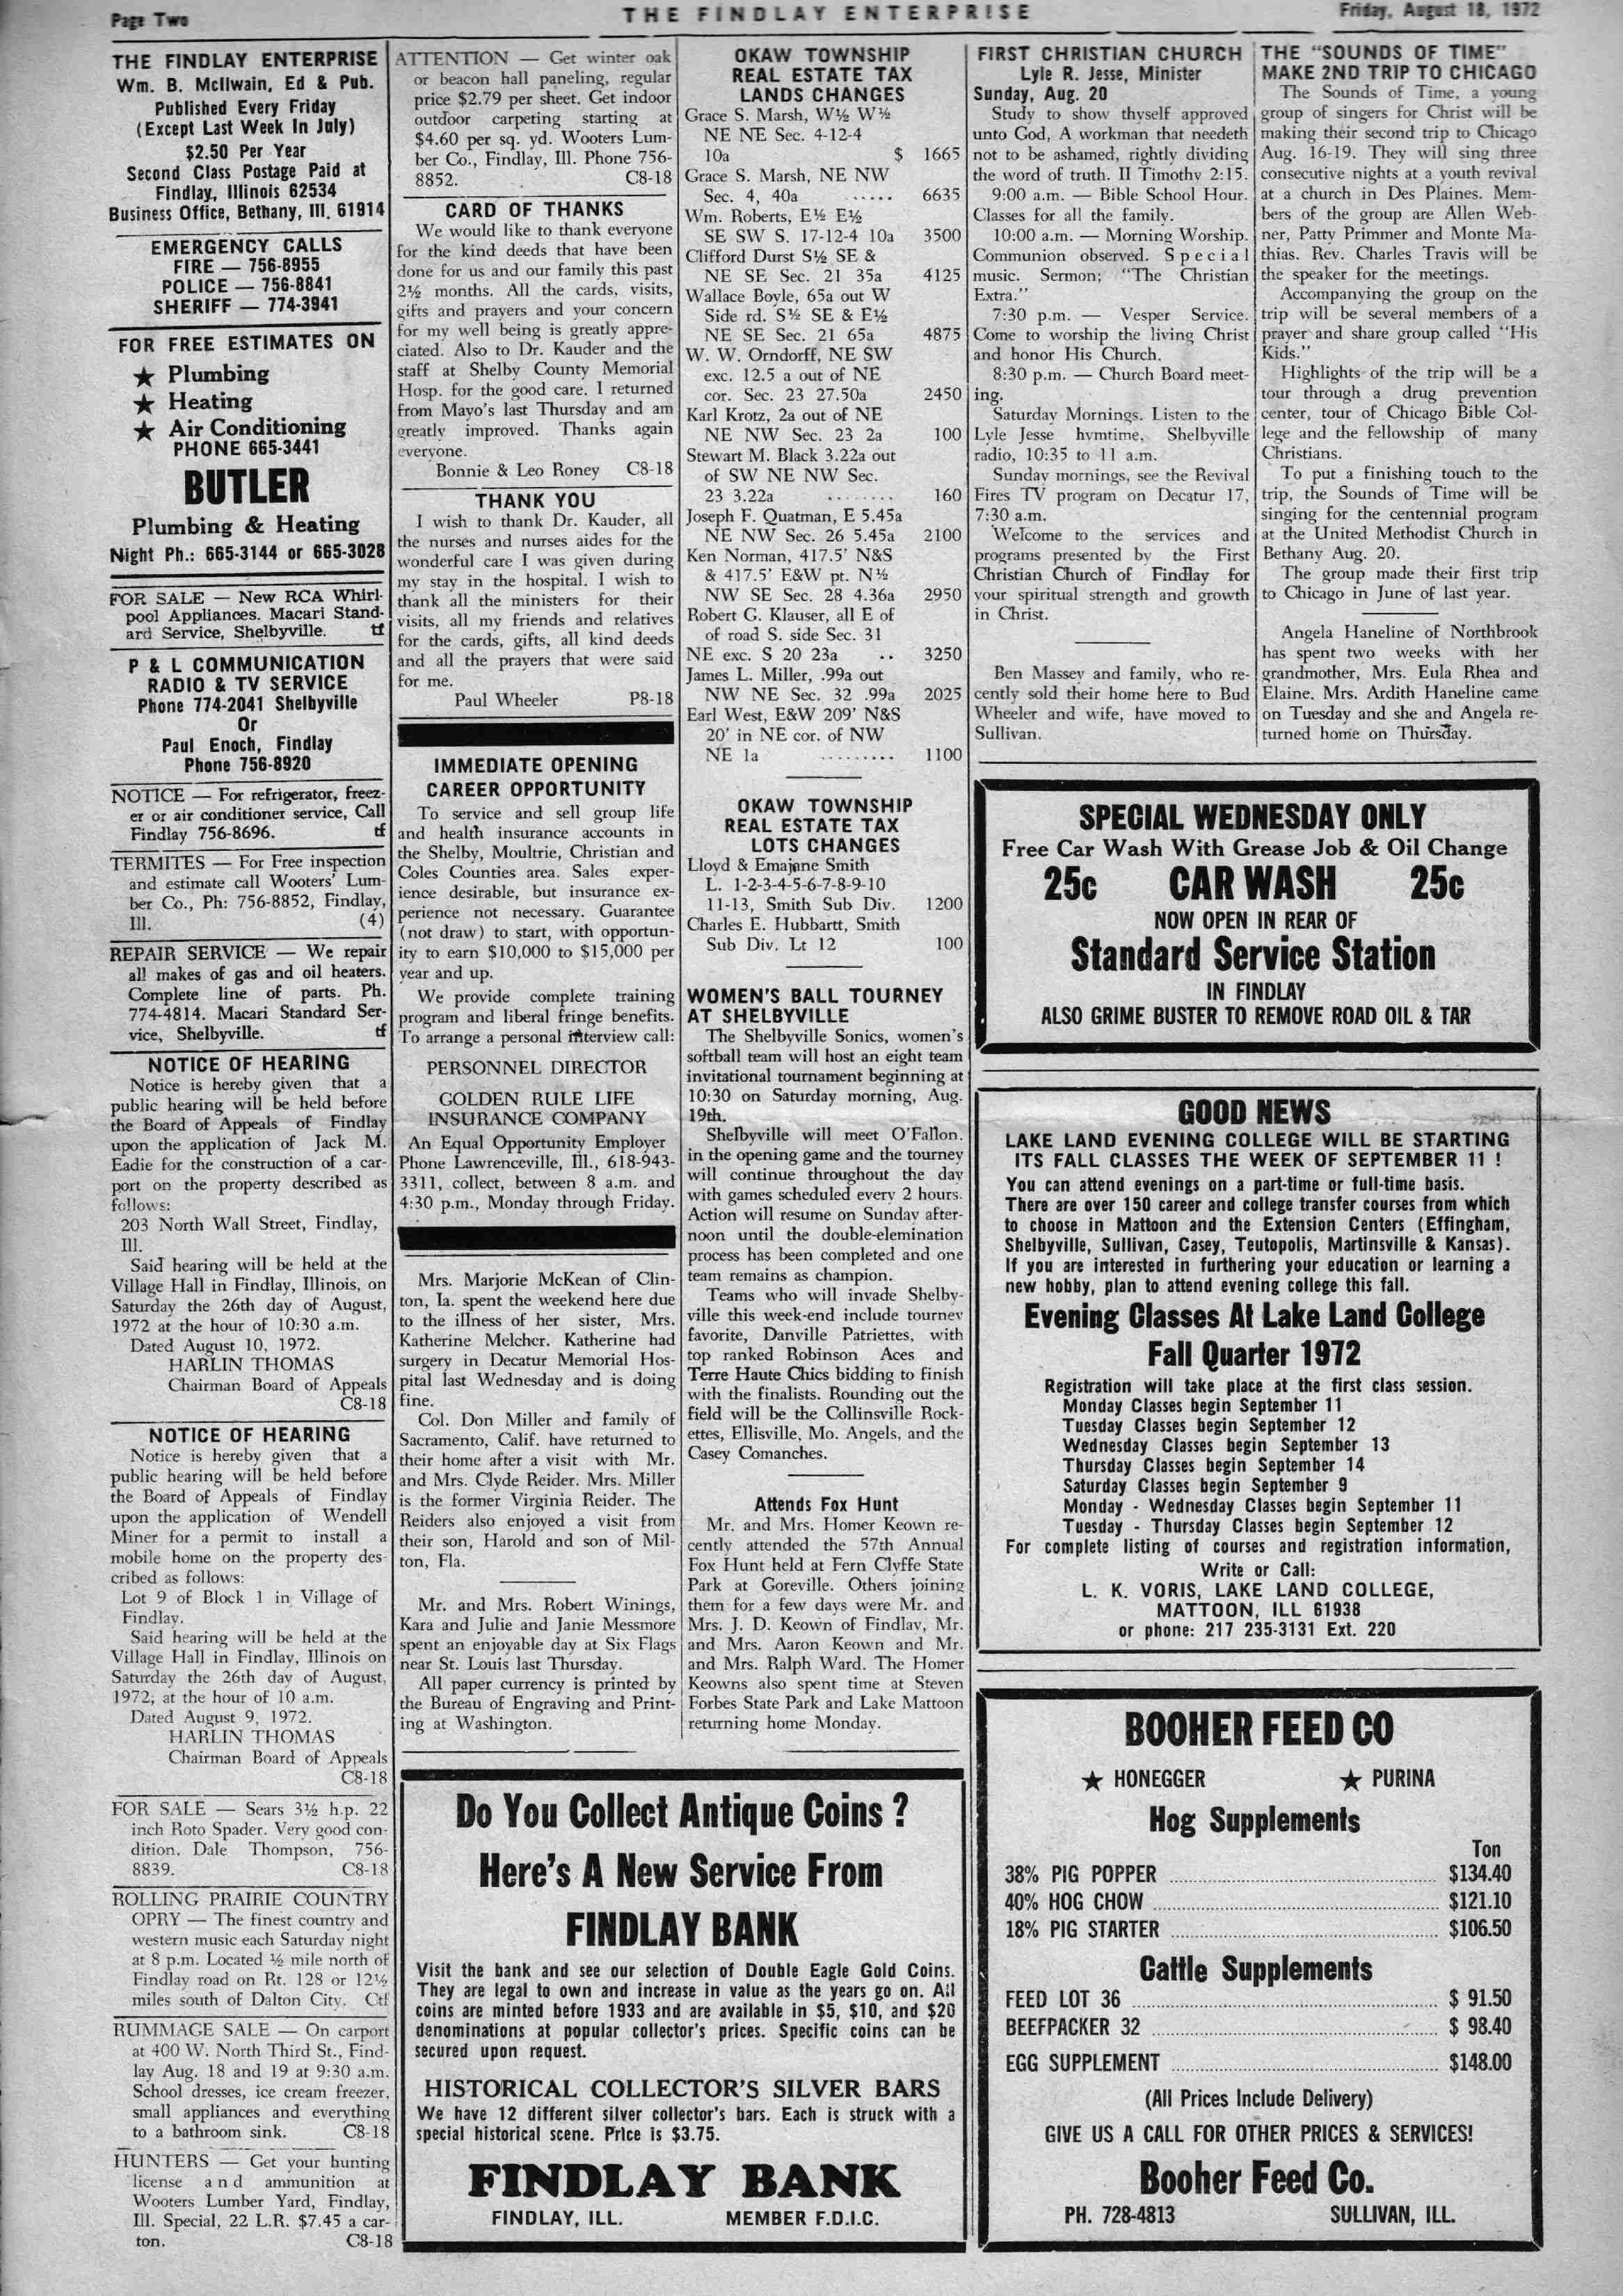 Page Two
THE FINDLAY ENTERPRISE
Friday, August 18, 1972
THE FINDLAY ENTERPRISE
Wm. B. McIlwain, Ed & Pub.
Published Every Friday
(Except Last Week In July)
$2.50 Per Year
Second Class Postage Paid at
Findlay, Illinois 62534
Business Office, Bethany, Ill. 61914
EMERGENCY CALLS
FIRE — 756-8955
POLICE — 756-8841
SHERIFF — 774-3941
FOR FREE ESTIMATES ON
★ Plumbing
★ Heating
★ Air Conditioning
PHONE 665-3441
BUTLER
Plumbing & Heating
Night Ph.: 665-3144 or 665-3028
FOR SALE — New RCA Whirl-
pool Appliances. Macari Stand-
ard Service, Shelbyville. tf
P & L COMMUNICATION
RADIO & TV SERVICE
Phone 774-2041 Shelbyville
Or
Paul Enoch, Findlay
Phone 756-8920
NOTICE — For refrigerator, freez-
er or air conditioner service, Call
Findlay 756-8696. tf
TERMITES — For Free inspection
and estimate call Wooters' Lum-
ber Co., Ph: 756-8852, Findlay,
Ill. (4)
REPAIR SERVICE — We repair
all makes of gas and oil heaters.
Complete line of parts. Ph.
774-4814. Macari Standard Ser-
vice, Shelbyville. tf
NOTICE OF HEARING
Notice is hereby given that a
public hearing will be held before
the Board of Appeals of Findlay
upon the application of Jack M.
Eadie for the construction of a car-
port on the property described as
follows:
203 North Wall Street, Findlay,
Ill.
Said hearing will be held at the
Village Hall in Findlay, Illinois, on
Saturday the 26th day of August,
1972 at the hour of 10:30 a.m.
Dated August 10, 1972.
HARLIN THOMAS
Chairman Board of Appeals
C8-18
NOTICE OF HEARING
Notice is hereby given that a
public hearing will be held before
the Board of Appeals of Findlay
upon the application of Wendell
Miner for a permit to install a
mobile home on the property des-
cribed as follows:
Lot 9 of Block 1 in Village of
Findlay.
Said hearing will be held at the
Village Hall in Findlay, Illinois on
Saturday the 26th day of August,
1972, at the hour of 10 a.m.
Dated August 9, 1972.
HARLIN THOMAS
Chairman Board of Appeals
C8-18
FOR SALE — Sears 3½ h.p. 22
inch Roto Spader. Very good con-
dition. Dale Thompson, 756-
8839. C8-18
ROLLING PRAIRIE COUNTRY
OPRY — The finest country and
western music each Saturday night
at 8 p.m. Located ½ mile north of
Findlay road on Rt. 128 or 12½
miles south of Dalton City. Ctf
RUMMAGE SALE — On carport
at 400 W. North Third St., Find-
lay Aug. 18 and 19 at 9:30 a.m.
School dresses, ice cream freezer,
small appliances and everything
to a bathroom sink. C8-18
HUNTERS — Get your hunting
license and ammunition at
Wooters Lumber Yard, Findlay,
Ill. Special, 22 L.R. $7.45 a car-
ton. C8-18
ATTENTION — Get winter oak
or beacon hall paneling, regular
price $2.79 per sheet. Get indoor
outdoor carpeting starting at
$4.60 per sq. yd. Wooters Lum-
ber Co., Findlay, Ill. Phone 756-
8852. C8-18
CARD OF THANKS
We would like to thank everyone
for the kind deeds that have been
done for us and our family this past
2½ months. All the cards, visits,
gifts and prayers and your concern
for my well being is greatly appre-
ciated. Also to Dr. Kauder and the
staff at Shelby County Memorial
Hosp. for the good care. I returned
from Mayo's last Thursday and am
greatly improved. Thanks again
everyone.
Bonnie & Leo Roney C8-18
THANK YOU
I wish to thank Dr. Kauder, all
the nurses and nurses aides for the
wonderful care I was given during
my stay in the hospital. I wish to
thank all the ministers for their
visits, all my friends and relatives
for the cards, gifts, all kind deeds
and all the prayers that were said
for me.
Paul Wheeler P8-18
IMMEDIATE OPENING
CAREER OPPORTUNITY
To service and sell group life
and health insurance accounts in
the Shelby, Moultrie, Christian and
Coles Counties area. Sales exper-
ience desirable, but insurance ex-
perience not necessary. Guarantee
(not draw) to start, with opportun-
ity to earn $10,000 to $15,000 per
year and up.
We provide complete training
program and liberal fringe benefits.
To arrange a personal interview call:
PERSONNEL DIRECTOR
GOLDEN RULE LIFE
INSURANCE COMPANY
An Equal Opportunity Employer
Phone Lawrenceville, Ill., 618-943-
3311, collect, between 8 a.m. and
4:30 p.m., Monday through Friday.
Mrs. Marjorie McKean of Clin-
ton, Ia. spent the weekend here due
to the illness of her sister, Mrs.
Katherine Melcher. Katherine had
surgery in Decatur Memorial Hos-
pital last Wednesday and is doing
fine.
Col. Don Miller and family of
Sacramento, Calif. have returned to
their home after a visit with Mr.
and Mrs. Clyde Reider. Mrs. Miller
is the former Virginia Reider. The
Reiders also enjoyed a visit from
their son, Harold and son of Mil-
ton, Fla.
Mr. and Mrs. Robert Winings,
Kara and Julie and Janie Messmore
spent an enjoyable day at Six Flags
near St. Louis last Thursday.
All paper currency is printed by
the Bureau of Engraving and Print-
ing at Washington.
OKAW TOWNSHIP
REAL ESTATE TAX
LANDS CHANGES
Grace S. Marsh, W½ W½
NE NE Sec. 4-12-4
10a $ 1665
Grace S. Marsh, NE NW
Sec. 4, 40a ...... 6635
Wm. Roberts, E½ E½
SE SW S. 17-12-4 10a 3500
Clifford Durst S½ SE &
NE SE Sec. 21 35a 4125
Wallace Boyle, 65a out W
Side rd. S½ SE & E½
NE SE Sec. 21 65a 4875
W. W. Orndorff, NE SW
exc. 12.5 a out of NE
cor. Sec. 23 27.50a 2450
Karl Krotz, 2a out of NE
NE NW Sec. 23 2a 100
Stewart M. Black 3.22a out
of SW NE NW Sec.
23 3.22a ........ 160
Joseph F. Quatman, E 5.45a
NE NW Sec. 26 5.45a 2100
Ken Norman, 417.5' N&S
& 417.5' E&W pt. N½
NW SE Sec. 28 4.36a 2950
Robert G. Klauser, all E of
of road S. side Sec. 31
NE exc. S 20 23a .. 3250
James L. Miller, .99a out
NW NE Sec. 32 .99a 2025
Earl West, E&W 209' N&S
20' in NE cor. of NW
NE 1a ......... 1100
OKAW TOWNSHIP
REAL ESTATE TAX
LOTS CHANGES
Lloyd & Emajane Smith
L. 1-2-3-4-5-6-7-8-9-10
11-13, Smith Sub Div. 1200
Charles E. Hubbartt, Smith
Sub Div. Lt 12 100
WOMEN'S BALL TOURNEY
AT SHELBYVILLE
The Shelbyville Sonics, women's
softball team will host an eight team
invitational tournament beginning at
10:30 on Saturday morning, Aug.
19th.
Shelbyville will meet O'Fallon.
in the opening game and the tourney
will continue throughout the day
with games scheduled every 2 hours.
Action will resume on Sunday after-
noon until the double-elemination
process has been completed and one
team remains as champion.
Teams who will invade Shelby-
ville this week-end include tourney
favorite, Danville Patriettes, with
top ranked Robinson Aces and
Terre Haute Chics bidding to finish
with the finalists. Rounding out the
field will be the Collinsville Rock-
ettes, Ellisville, Mo. Angels, and the
Casey Comanches.
Attends Fox Hunt
Mr. and Mrs. Homer Keown re-
cently attended the 57th Annual
Fox Hunt held at Fern Clyffe State
Park at Goreville. Others joining
them for a few days were Mr. and
Mrs. J. D. Keown of Findlay, Mr.
and Mrs. Aaron Keown and Mr.
and Mrs. Ralph Ward. The Homer
Keowns also spent time at Steven
Forbes State Park and Lake Mattoon
returning home Monday.
Do You Collect Antique Coins ?
Here's A New Service From
FINDLAY BANK
Visit the bank and see our selection of Double Eagle Gold Coins.
They are legal to own and increase in value as the years go on. All
coins are minted before 1933 and are available in $5, $10, and $20
denominations at popular collector's prices. Specific coins can be
secured upon request.
HISTORICAL COLLECTOR'S SILVER BARS
We have 12 different silver collector's bars. Each is struck with a
special historical scene. Price is $3.75.
FINDLAY BANK
FINDLAY, ILL. MEMBER F.D.I.C.
FIRST CHRISTIAN CHURCH
Lyle R. Jesse, Minister
Sunday, Aug. 20
Study to show thyself approved
unto God, A workman that needeth
not to be ashamed, rightly dividing
the word of truth. II Timothy 2:15.
9:00 a.m. — Bible School Hour.
Classes for all the family.
10:00 a.m. — Morning Worship.
Communion observed. Special
music. Sermon; "The Christian
Extra."
7:30 p.m. — Vesper Service.
Come to worship the living Christ
and honor His Church.
8:30 p.m. — Church Board meet-
ing.
Saturday Mornings. Listen to the
Lyle Jesse hymtime, Shelbyville
radio, 10:35 to 11 a.m.
Sunday mornings, see the Revival
Fires TV program on Decatur 17,
7:30 a.m.
Welcome to the services and
programs presented by the First
Christian Church of Findlay for
your spiritual strength and growth
in Christ.
Ben Massey and family, who re-
cently sold their home here to Bud
Wheeler and wife, have moved to
Sullivan.
THE "SOUNDS OF TIME"
MAKE 2ND TRIP TO CHICAGO
The Sounds of Time, a young
group of singers for Christ will be
making their second trip to Chicago
Aug. 16-19. They will sing three
consecutive nights at a youth revival
at a church in Des Plaines. Mem-
bers of the group are Allen Web-
ner, Patty Primmer and Monte Ma-
thias. Rev. Charles Travis will be
the speaker for the meetings.
Accompanying the group on the
trip will be several members of a
prayer and share group called "His
Kids."
Highlights of the trip will be a
tour through a drug prevention
center, tour of Chicago Bible Col-
lege and the fellowship of many
Christians.
To put a finishing touch to the
trip, the Sounds of Time will be
singing for the centennial program
at the United Methodist Church in
Bethany Aug. 20.
The group made their first trip
to Chicago in June of last year.
Angela Haneline of Northbrook
has spent two weeks with her
grandmother, Mrs. Eula Rhea and
Elaine. Mrs. Ardith Haneline came
on Tuesday and she and Angela re-
turned home on Thursday.
SPECIAL WEDNESDAY ONLY
Free Car Wash With Grease Job & Oil Change
25c CAR WASH 25c
NOW OPEN IN REAR OF
Standard Service Station
IN FINDLAY
ALSO GRIME BUSTER TO REMOVE ROAD OIL & TAR
GOOD NEWS
LAKE LAND EVENING COLLEGE WILL BE STARTING
ITS FALL CLASSES THE WEEK OF SEPTEMBER 11 !
You can attend evenings on a part-time or full-time basis.
There are over 150 career and college transfer courses from which
to choose in Mattoon and the Extension Centers (Effingham,
Shelbyville, Sullivan, Casey, Teutopolis, Martinsville & Kansas).
If you are interested in furthering your education or learning a
new hobby, plan to attend evening college this fall.
Evening Classes At Lake Land College
Fall Quarter 1972
Registration will take place at the first class session.
Monday Classes begin September 11
Tuesday Classes begin September 12
Wednesday Classes begin September 13
Thursday Classes begin September 14
Saturday Classes begin September 9
Monday - Wednesday Classes begin September 11
Tuesday - Thursday Classes begin September 12
For complete listing of courses and registration information,
Write or Call:
L. K. VORIS, LAKE LAND COLLEGE,
MATTOON, ILL 61938
or phone: 217 235-3131 Ext. 220
BOOHER FEED CO
★ HONEGGER ★ PURINA
Hog Supplements
Ton
38% PIG POPPER ........ $134.40
40% HOG CHOW ........ $121.10
18% PIG STARTER ........ $106.50
Cattle Supplements
FEED LOT 36 ........ $ 91.50
BEEFPACKER 32 ........ $ 98.40
EGG SUPPLEMENT ........ $148.00
(All Prices Include Delivery)
GIVE US A CALL FOR OTHER PRICES & SERVICES!
Booher Feed Co.
PH. 728-4813 SULLIVAN, ILL.